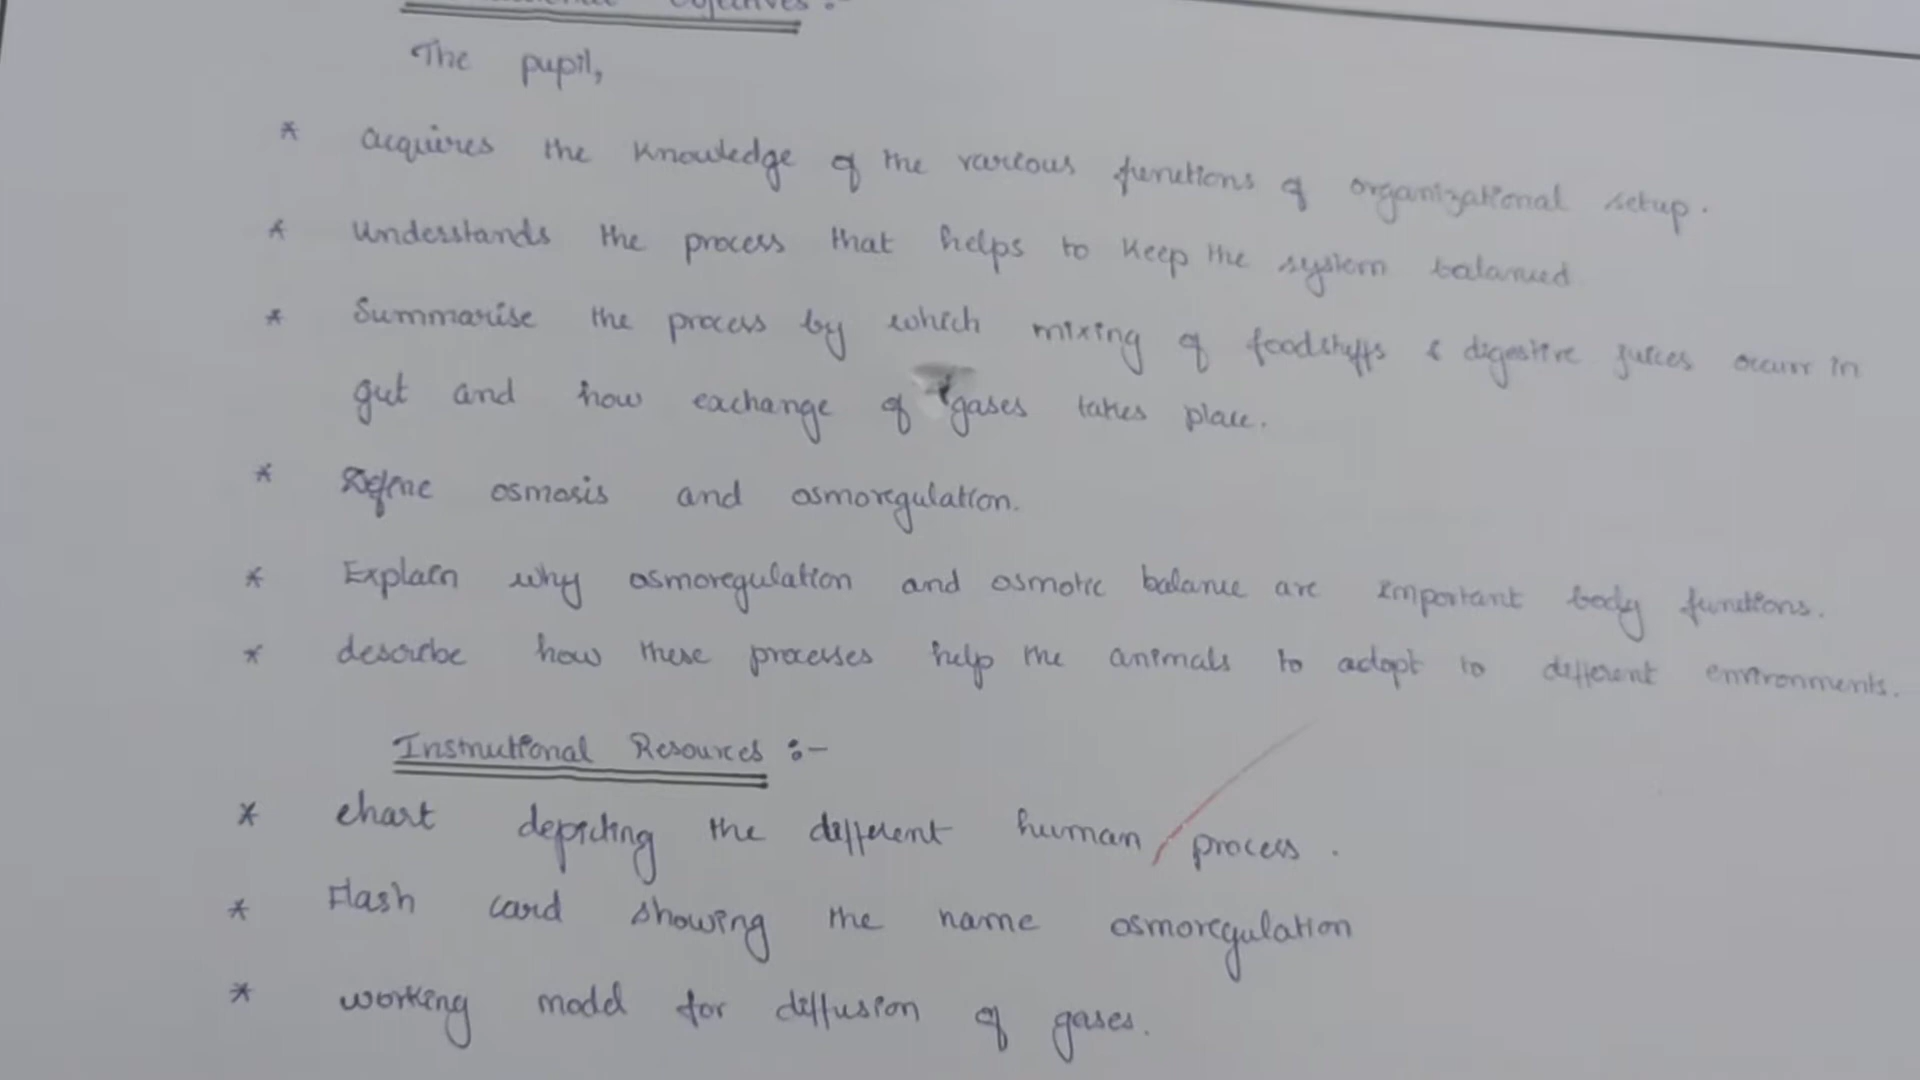 Objectives :-
The pupil,
* acquires the knowledge of the various functions of organizational setup.
* understands the process that helps to keep the system balanced
* Summarise the process by which mixing of foodstuffs & digestive juices occurr in
gut and how eachange of gases takes place.
* Define osmosis and osmoregulation.
* Explain why osmoregulation and osmotic balance are important body functions.
* describe how these processes help the animals to adopt to different environments.
Instructional Resources :-
* chart depicting the different human process.
* Flash card showing the name osmoregulation
* working model for diffusion of gases.